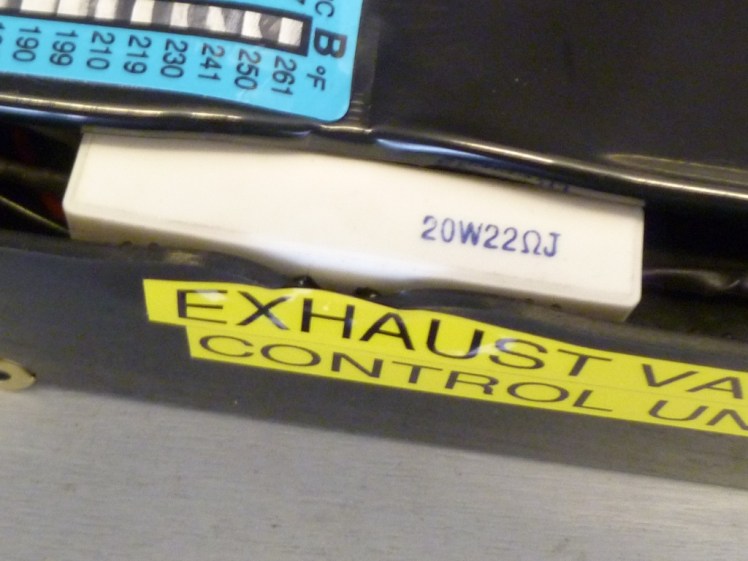 °C B °F
190
199
210
219
230
241
250
261
20W22ΩJ
EXHAUST VA
CONTROL UN